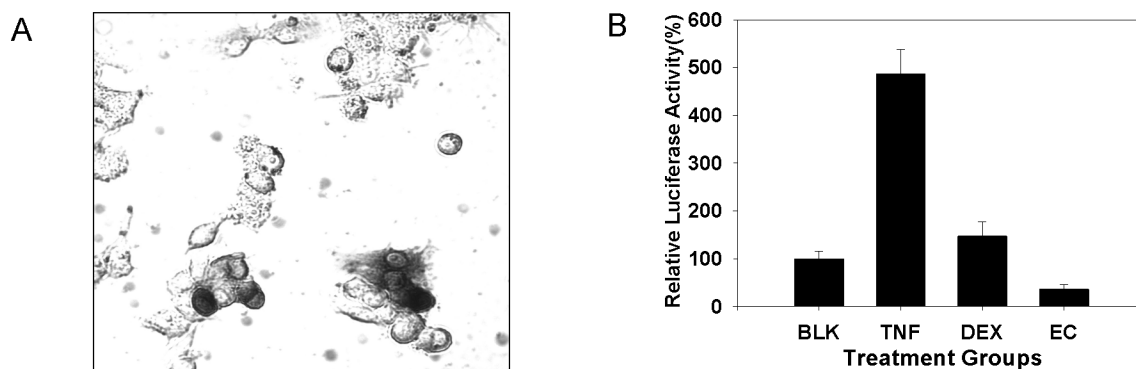 A
B
Relative Luciferase Activity(%)
600
500
400
300
200
100
0
BLK TNF DEX EC
Treatment Groups